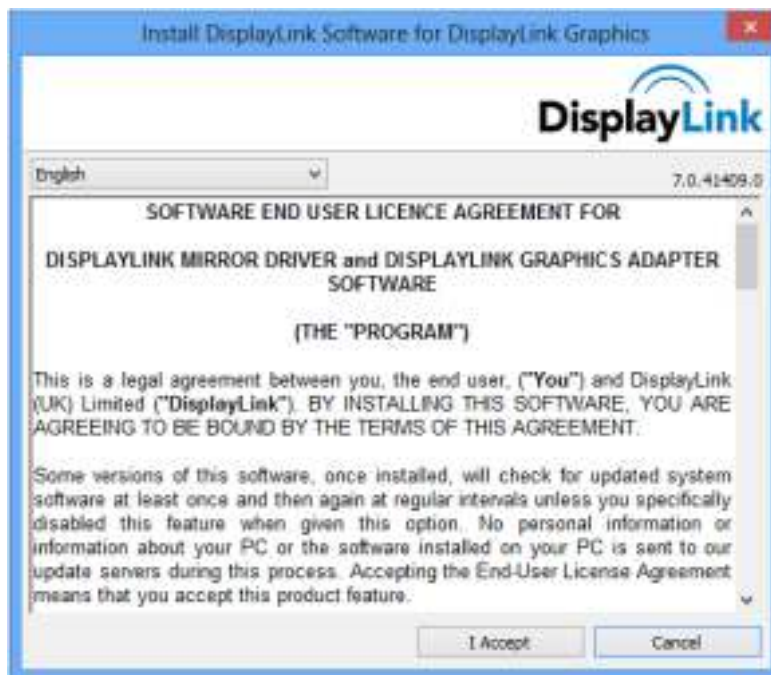 Install DisplayLink Software for DisplayLink Graphics
DisplayLink
English
7.0.41409.0
SOFTWARE END USER LICENCE AGREEMENT FOR
DISPLAYLINK MIRROR DRIVER and DISPLAYLINK GRAPHICS ADAPTER
SOFTWARE
(THE "PROGRAM")
This is a legal agreement between you, the end user, ("You") and DisplayLink
(UK) Limited ("DisplayLink"). BY INSTALLING THIS SOFTWARE, YOU ARE
AGREEING TO BE BOUND BY THE TERMS OF THIS AGREEMENT.
Some versions of this software, once installed, will check for updated system
software at least once and then again at regular intervals unless you specifically
disabled this feature when given this option. No personal information or
information about your PC or the software installed on your PC is sent to our
update servers during this process. Accepting the End-User License Agreement
means that you accept this product feature.
I Accept
Cancel